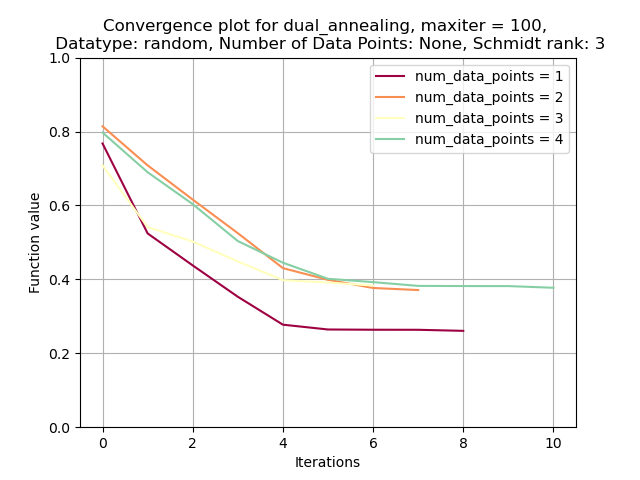 Convergence plot for dual_annealing, maxiter = 100,
Datatype: random, Number of Data Points: None, Schmidt rank: 3
1.0
0.8
0.6
0.4
0.2
0.0
Function value
num_data_points = 1
num_data_points = 2
num_data_points = 3
num_data_points = 4
0 2 4 6 8 10
Iterations